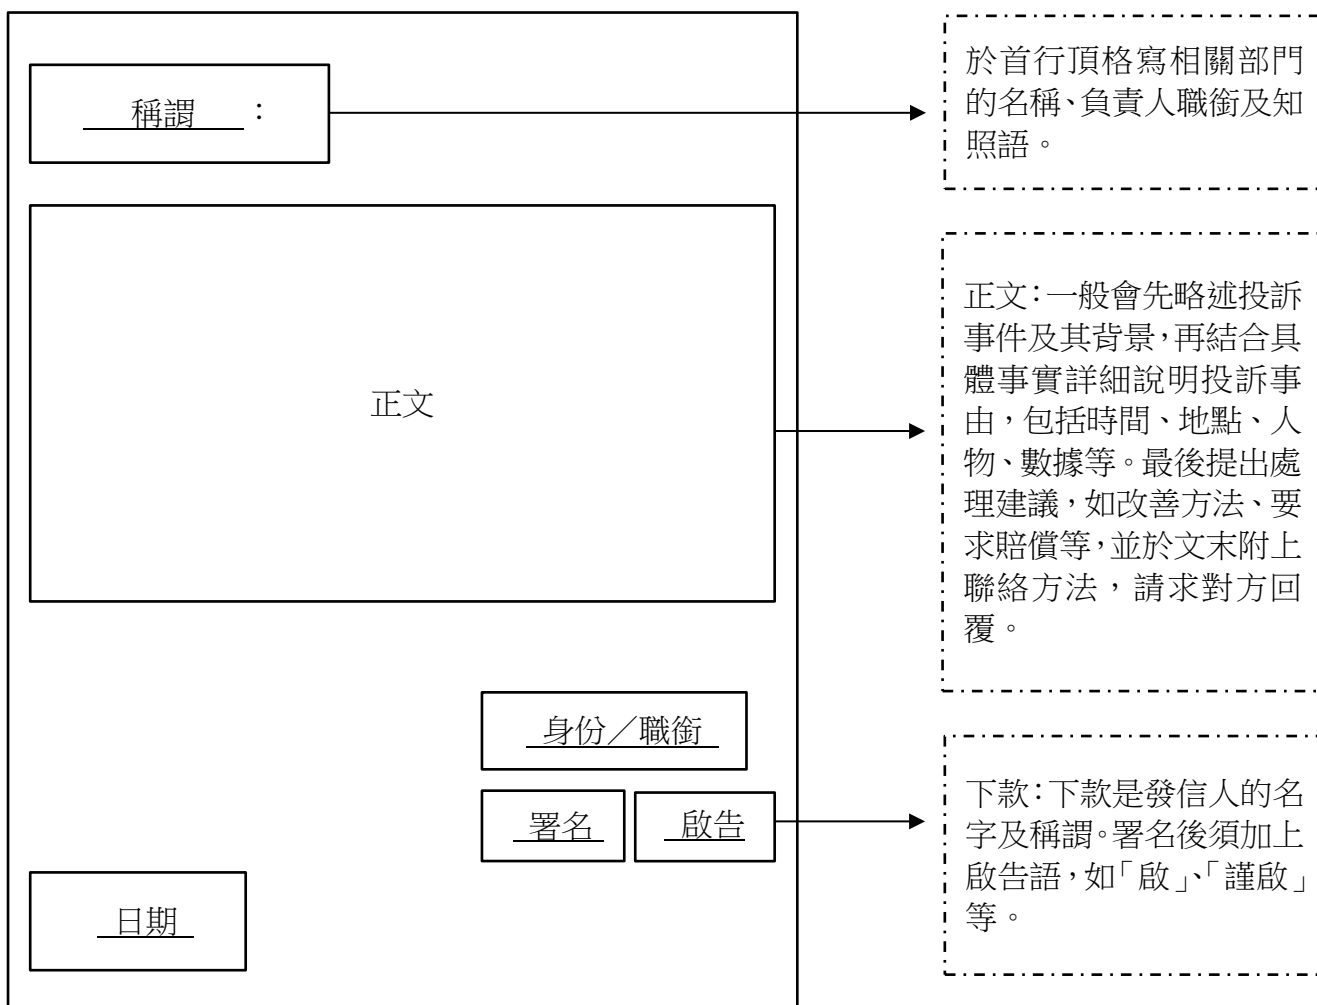 稱謂　：
於首行頂格寫相關部門
的名稱、負責人職銜及知
照語。
正文
正文：一般會先略述投訴
事件及其背景，再結合具
體事實詳細說明投訴事
由，包括時間、地點、人
物、數據等。最後提出處
理建議，如改善方法、要
求賠償等，並於文末附上
聯絡方法，請求對方回
覆。
身份／職銜
署名
啟告
下款：下款是發信人的名
字及稱謂。署名後須加上
啟告語，如「啟」、「謹啟」
等。
日期